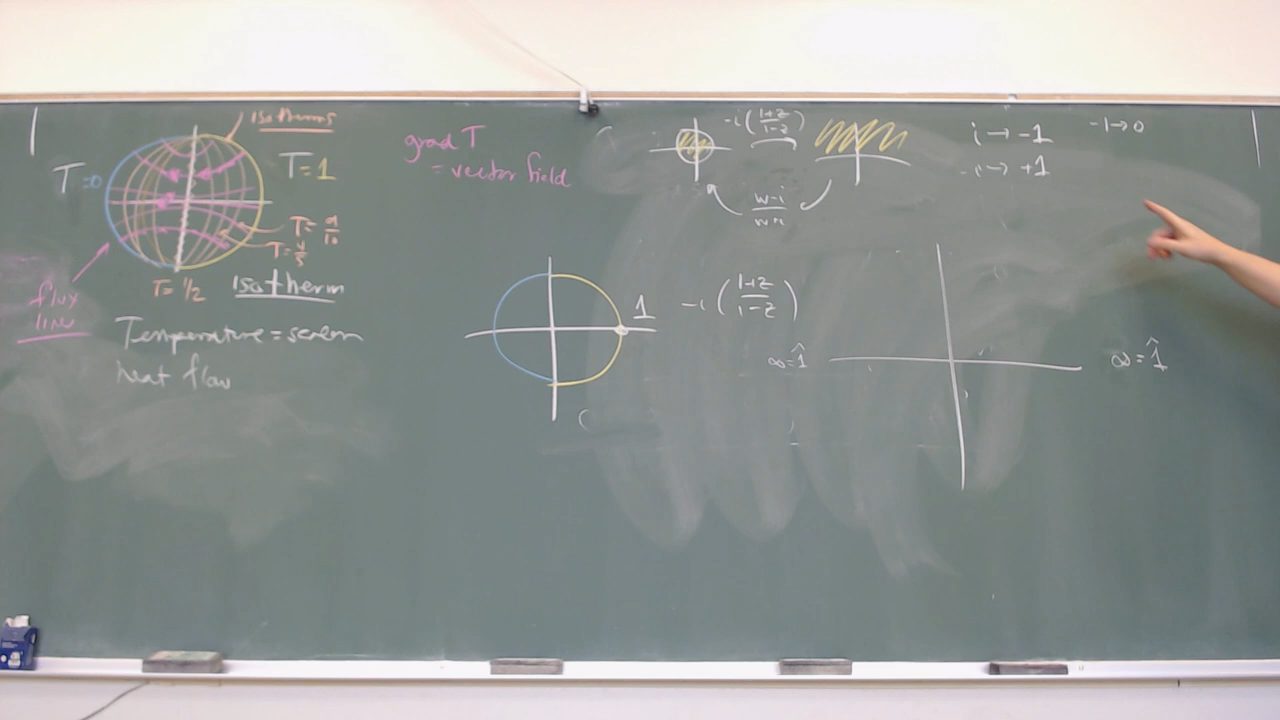 isotherms
T=0
T=1
T=9/10
T=4/5
T=1/2
Isotherm
flux
line
Temperature = scalar
heat flow
grad T
= vector field
-i(1+z/1-z)
w-i/w+i
i → -1
-i → +1
-1→0
1
-i(1+z/1-z)
∞=1̂
∞=1̂